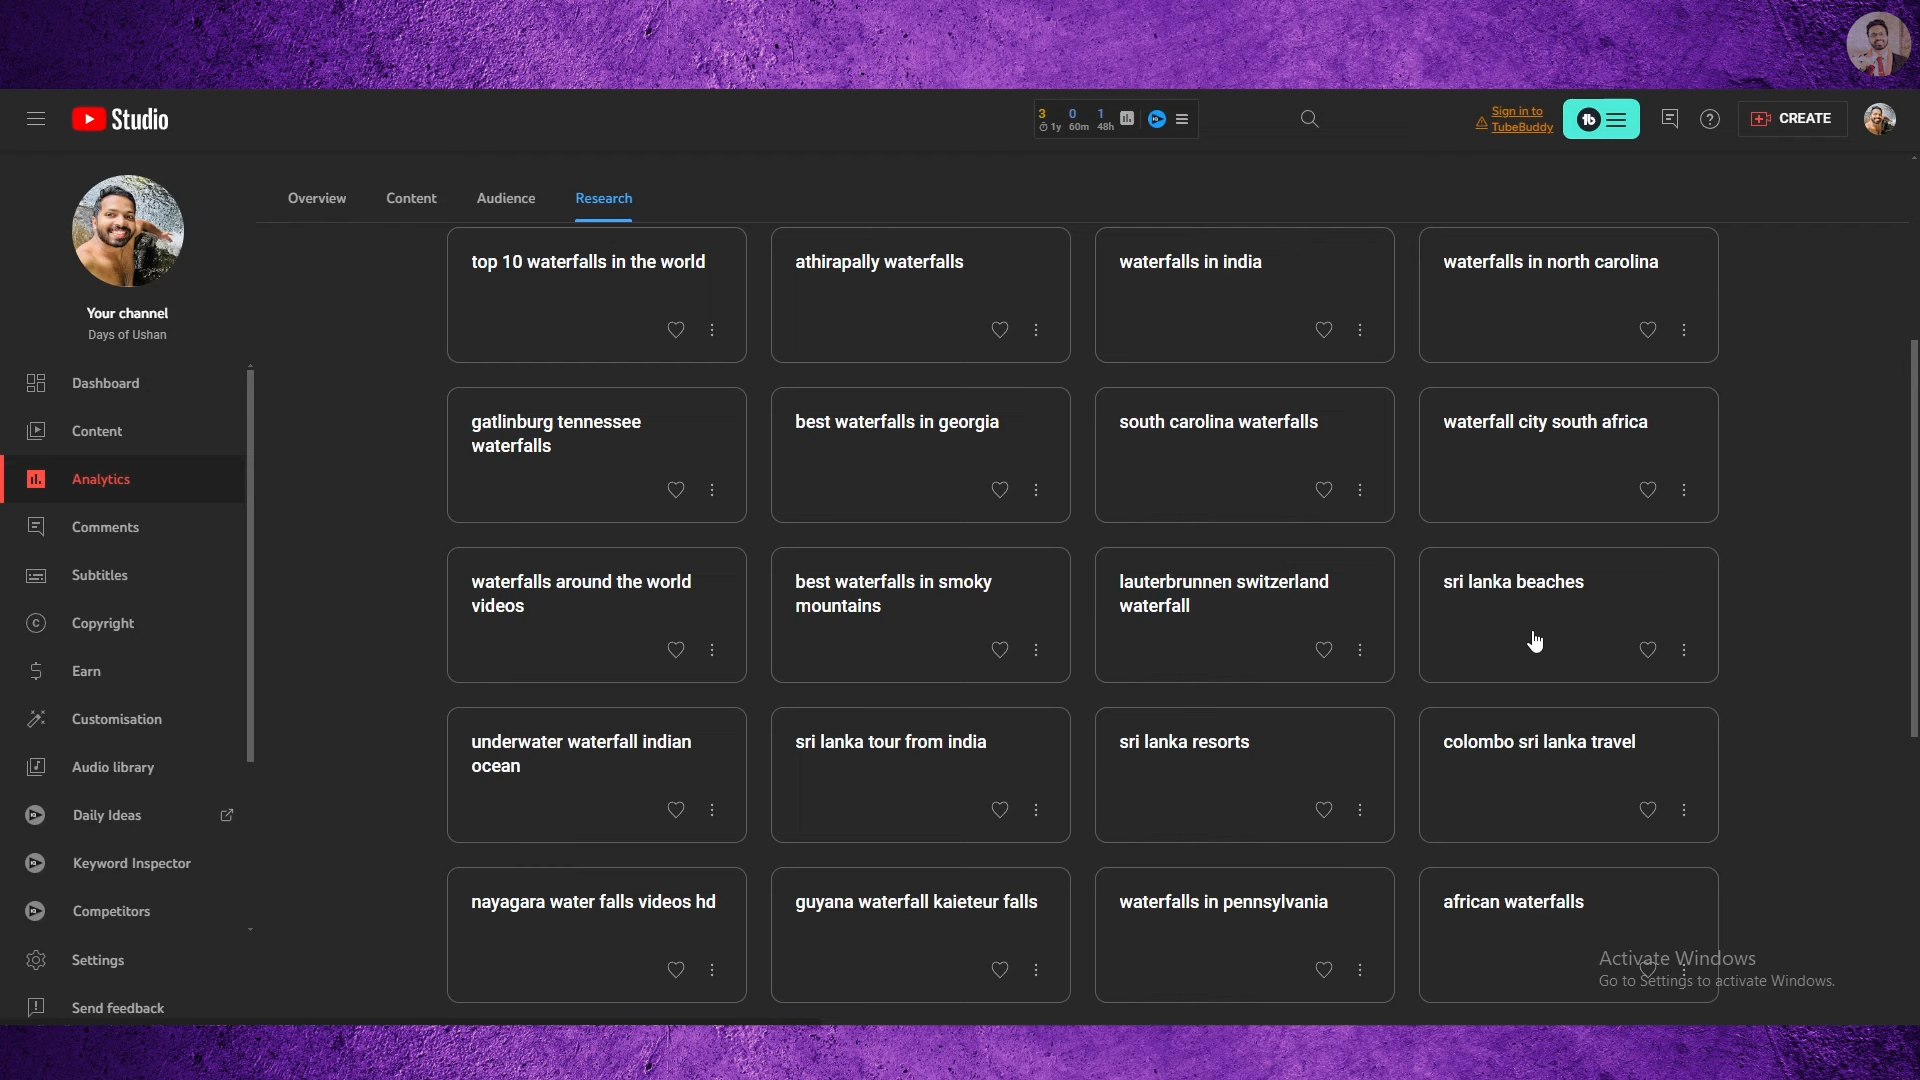 Studio
3 0 1
1y 60m 48h
Sign in to
TubeBuddy
CREATE
Your channel
Days of Ushan
Dashboard
Content
Analytics
Comments
Subtitles
Copyright
Earn
Customisation
Audio library
Daily Ideas
Keyword Inspector
Competitors
Settings
Send feedback
Overview Content Audience Research
top 10 waterfalls in the world
athirapally waterfalls
waterfalls in india
waterfalls in north carolina
gatlinburg tennessee
waterfalls
best waterfalls in georgia
south carolina waterfalls
waterfall city south africa
waterfalls around the world
videos
best waterfalls in smoky
mountains
lauterbrunnen switzerland
waterfall
sri lanka beaches
underwater waterfall indian
ocean
sri lanka tour from india
sri lanka resorts
colombo sri lanka travel
nayagara water falls videos hd
guyana waterfall kaieteur falls
waterfalls in pennsylvania
african waterfalls
Activate Windows
Go to Settings to activate Windows.